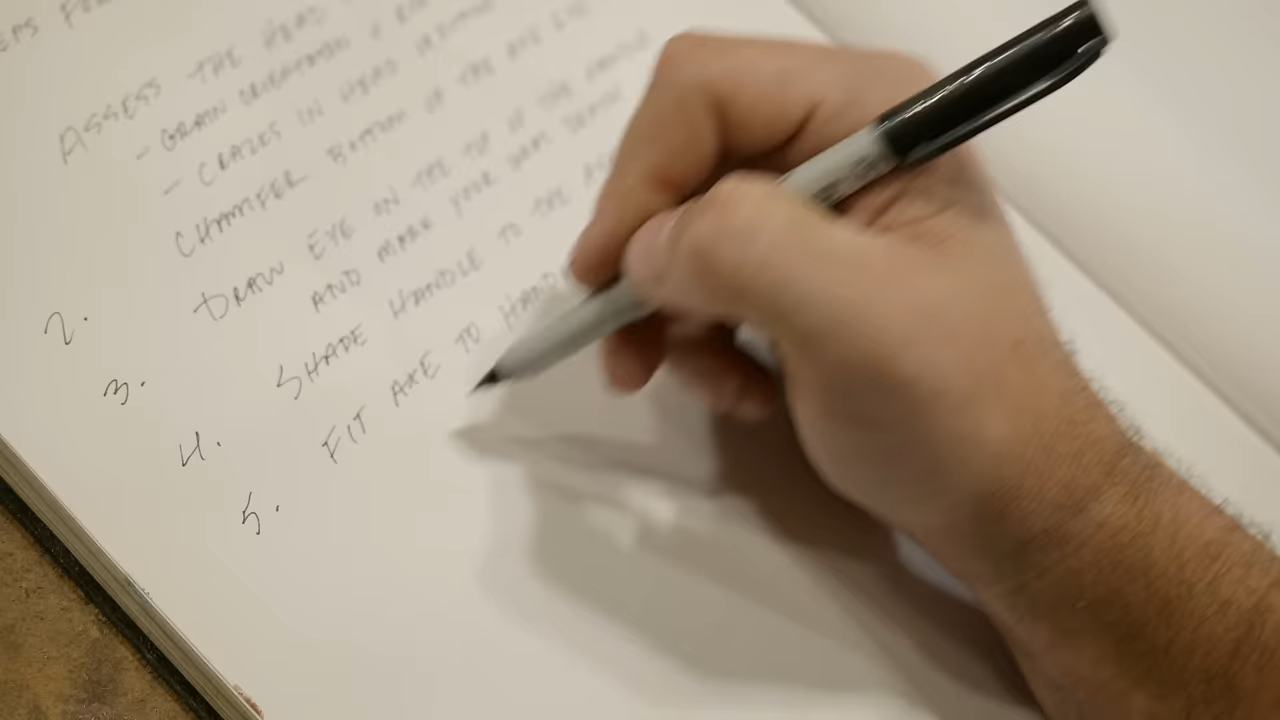 ASSESS THE HEAD
- GRAIN ORIENTATION
- CRACKS IN HEAD
2. CHAMFER BOTTOM OF THE AXE EYE
3. DRAW EYE ON THE TOP OF THE HANDLE
AND MARK YOUR
4. SHAPE HANDLE TO THE
5. FIT AXE TO HANDLE